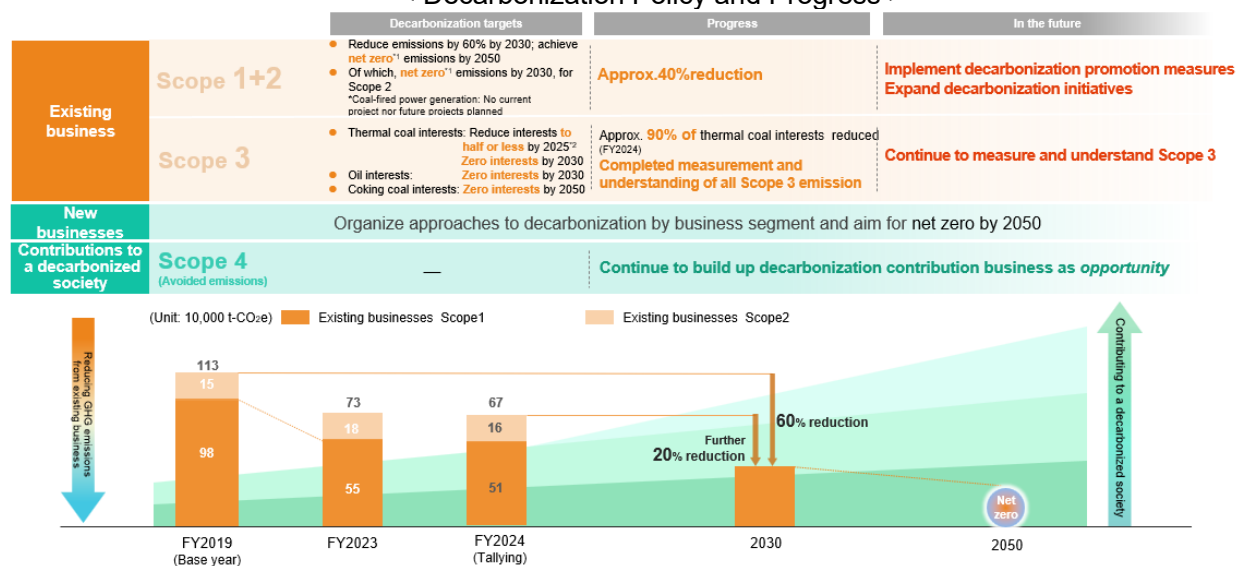 Decarbonization Policy and Progress
Decarbonization targets
Progress
In the future
Existing
business
Scope 1+2
● Reduce emissions by 60% by 2030; achieve
net zero*1 emissions by 2050
● Of which, net zero*1 emissions by 2030, for
Scope 2
*Coal-fired power generation: No current
project nor future projects planned
Approx.40%reduction
Implement decarbonization promotion measures
Expand decarbonization initiatives
Scope 3
● Thermal coal interests: Reduce interests to
half or less by 2025*2
Zero interests by 2030
● Oil interests: Zero interests by 2030
● Coking coal interests: Zero interests by 2050
Approx. 90% of thermal coal interests reduced
(FY2024)
Completed measurement and
understanding of all Scope 3 emission
Continue to measure and understand Scope 3
New
businesses
Organize approaches to decarbonization by business segment and aim for net zero by 2050
Contributions to
a decarbonized
society
Scope 4
(Avoided emissions)
—
Continue to build up decarbonization contribution business as opportunity
(Unit: 10,000 t-CO2e)
Existing businesses Scope1
Existing businesses Scope2
Reducing GHG emissions
from existing business
113
15
98
73
18
55
67
16
51
Further
20% reduction
60% reduction
Net
zero
Contributing to a decarbonized society
FY2019
(Base year)
FY2023
FY2024
(Tallying)
2030
2050